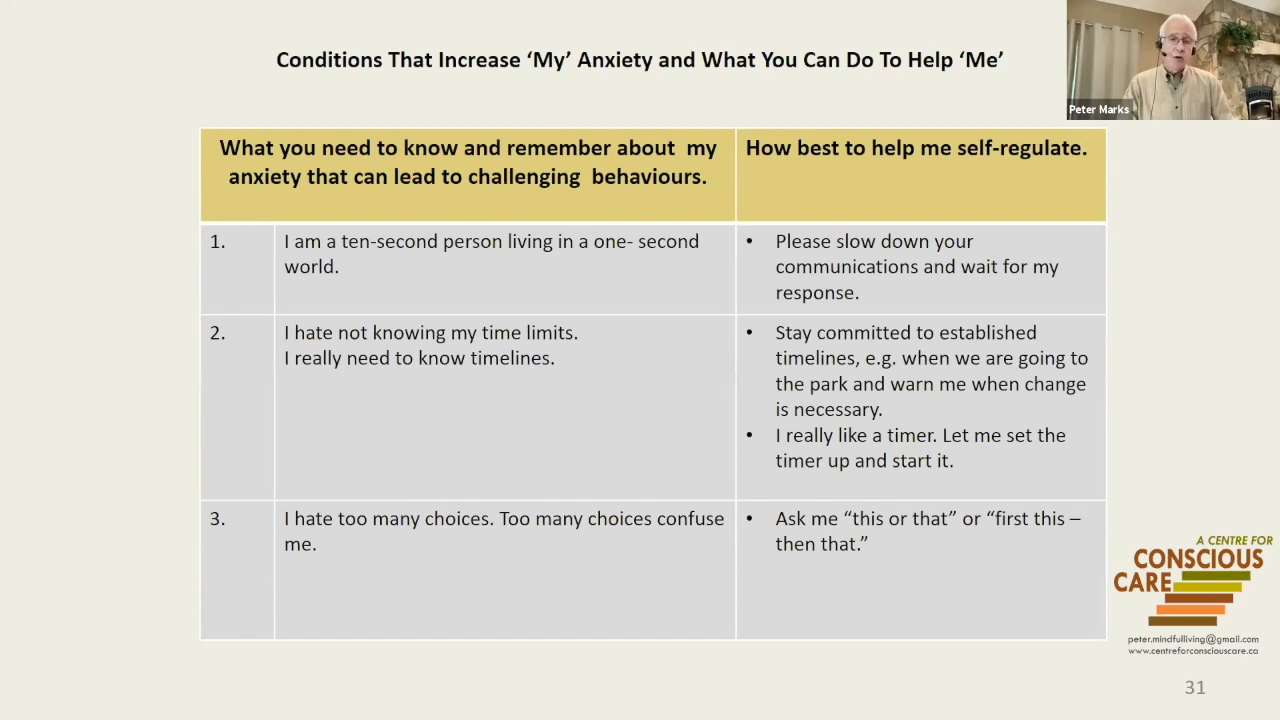 Conditions That Increase ‘My’ Anxiety and What You Can Do To Help ‘Me’
Peter Marks
What you need to know and remember about my
anxiety that can lead to challenging behaviours.
How best to help me self-regulate.
1.
I am a ten-second person living in a one- second
world.
• Please slow down your
communications and wait for my
response.
2.
I hate not knowing my time limits.
I really need to know timelines.
• Stay committed to established
timelines, e.g. when we are going to
the park and warn me when change
is necessary.
• I really like a timer. Let me set the
timer up and start it.
3.
I hate too many choices. Too many choices confuse
me.
• Ask me “this or that” or “first this –
then that.”
A CENTRE FOR
CONSCIOUS
CARE
peter.mindfulliving@gmail.com
www.centreforconsciouscare.ca
31